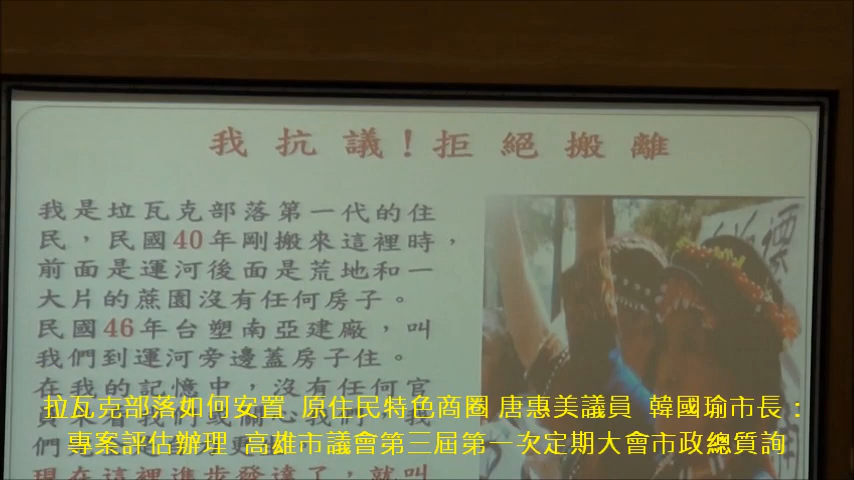 我抗議!拒絕搬離
我是垃瓦克部落第一代的住
民，民國40年剛搬來這裡時，
前面是運河後面是荒地和一
大片的蔗園沒有任何房子。
民國46年台塑南亞建廠，叫
我們到運河旁邊蓋房子住。
在我的記憶中，沒有任何官
拉瓦克部落如何安置 原住民特色商圈 唐惠美議員 韓國瑜市長：
專案評估辦理 高雄市議會第三屆第一次定期大會市政總質詢
現在這裡進步發達了，就叫